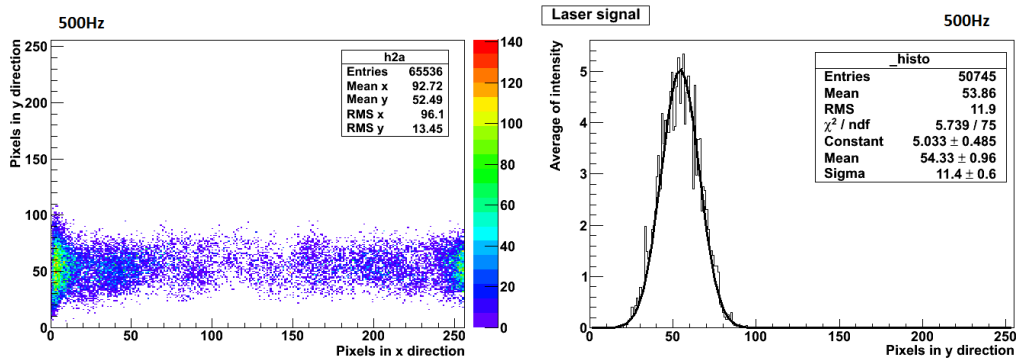 500Hz
Pixels in y direction
250
200
150
100
50
0
h2a
Entries 65536
Mean x 92.72
Mean y 52.49
RMS x 96.1
RMS y 13.45
140
120
100
80
60
40
20
0
0 50 100 150 200 250
Pixels in x direction
Laser signal
500Hz
Average of intensity
5
4
3
2
1
0
_histo
Entries 50745
Mean 53.86
RMS 11.9
χ² / ndf 5.739 / 75
Constant 5.033 ± 0.485
Mean 54.33 ± 0.96
Sigma 11.4 ± 0.6
0 50 100 150 200 250
Pixels in y direction